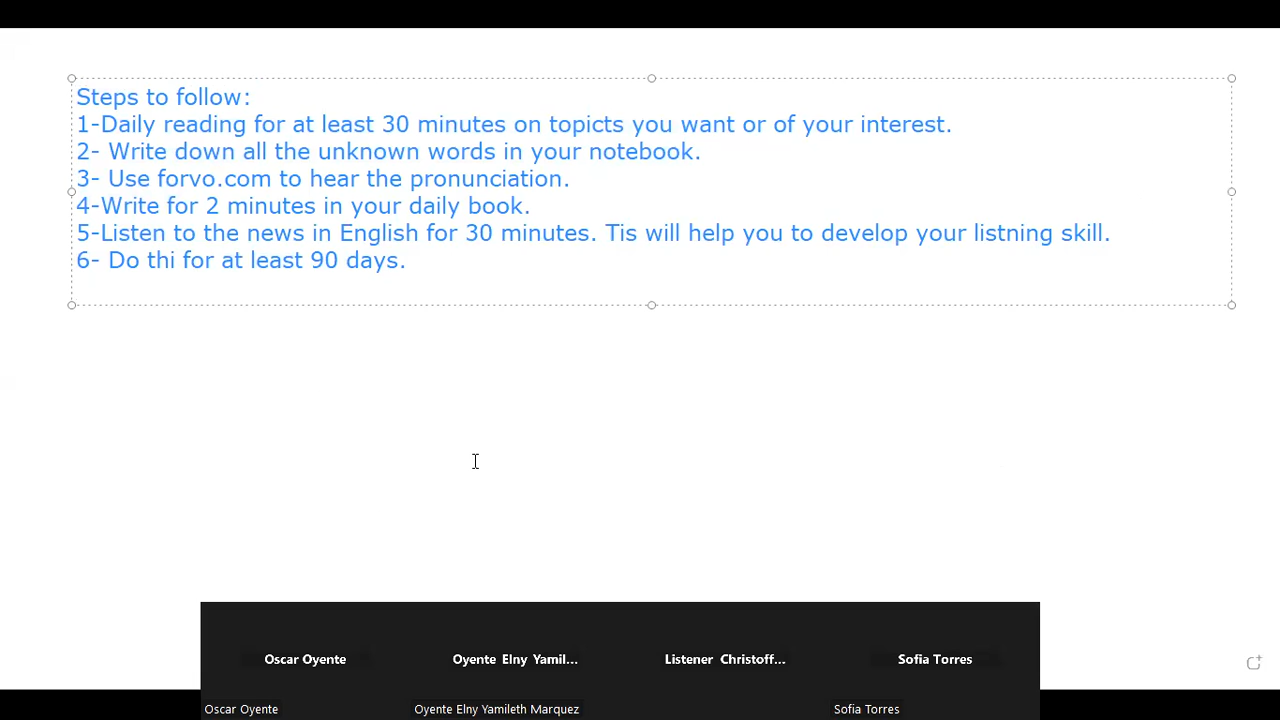 Steps to follow:
1-Daily reading for at least 30 minutes on topicts you want or of your interest.
2- Write down all the unknown words in your notebook.
3- Use forvo.com to hear the pronunciation.
4-Write for 2 minutes in your daily book.
5-Listen to the news in English for 30 minutes. Tis will help you to develop your listning skill.
6- Do thi for at least 90 days.
Oscar Oyente
Oyente Elny Yamil...
Listener Christoff...
Sofia Torres
Oscar Oyente
Oyente Elny Yamileth Marquez
Sofia Torres